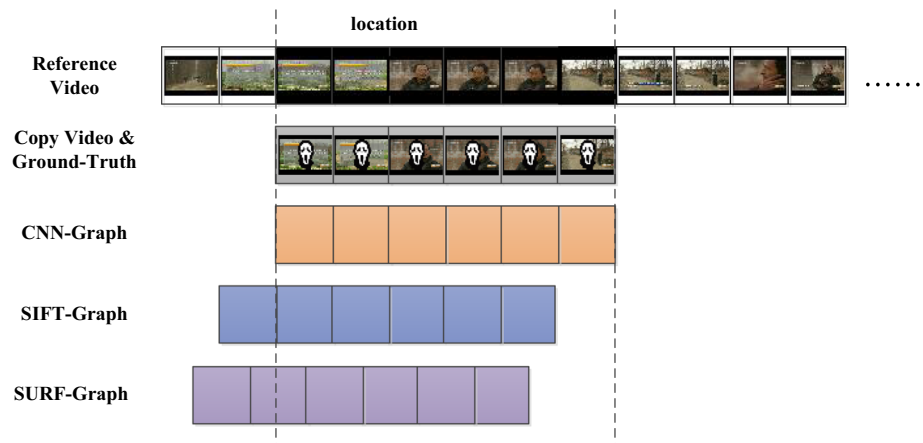 location
Reference
Video
......
Copy Video &
Ground-Truth
CNN-Graph
SIFT-Graph
SURF-Graph